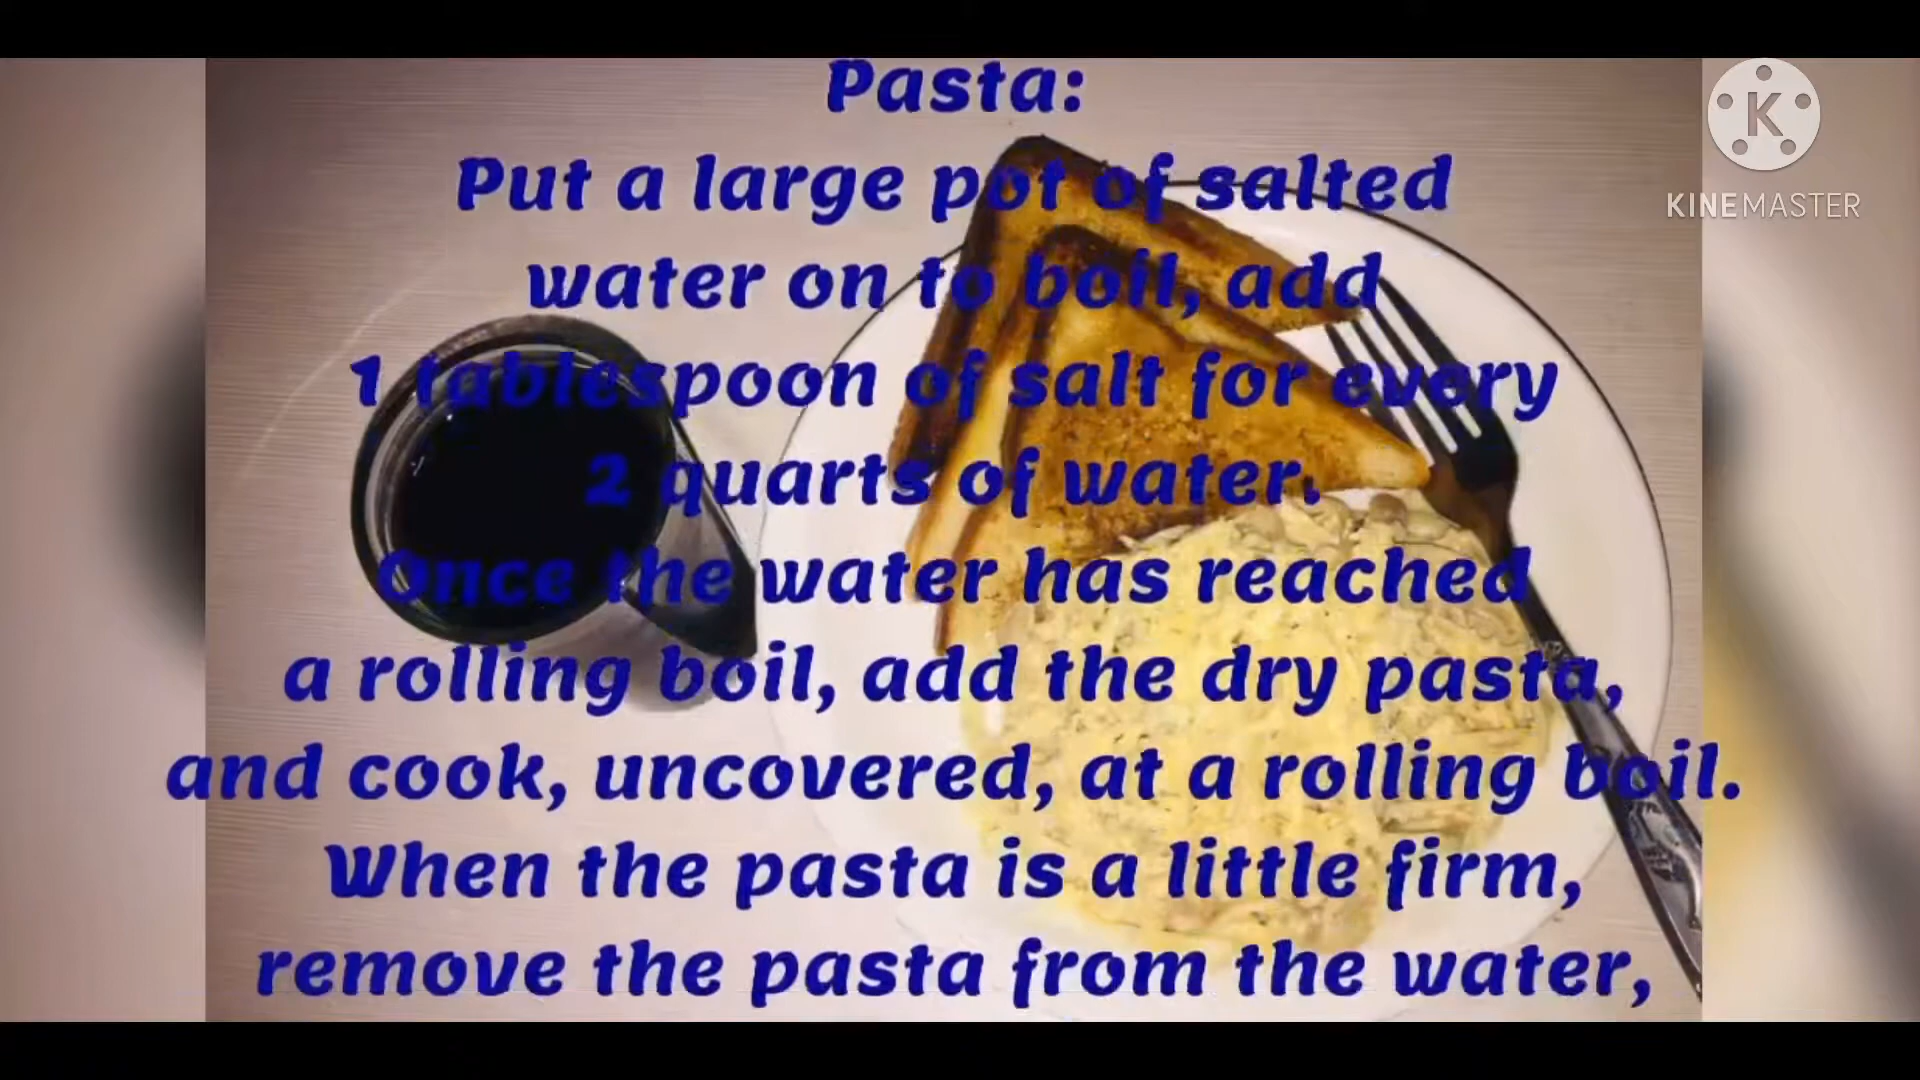 Pasta:
Put a large pot of salted
water on to boil, add
1 tablespoon of salt for every
2 quarts of water.
Once the water has reached
a rolling boil, add the dry pasta,
and cook, uncovered, at a rolling boil.
When the pasta is a little firm,
remove the pasta from the water,
K
KINEMASTER